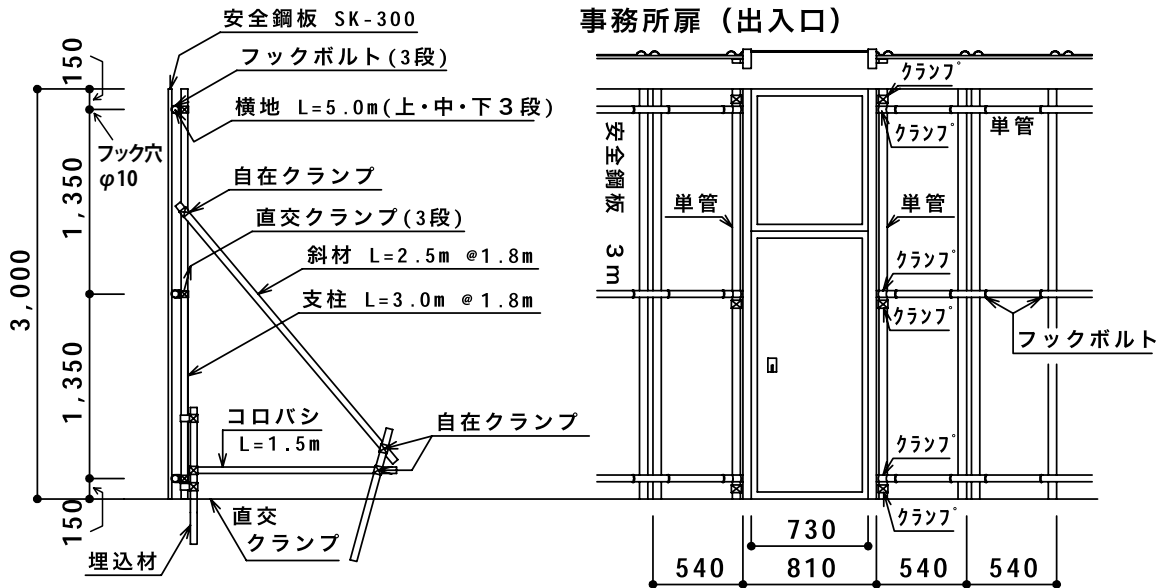 安全鋼板 SK-300
フックボルト(3段)
横地 L=5.0m(上・中・下3段)
フック穴
φ10
自在クランプ
直交クランプ(3段)
斜材 L=2.5m @1.8m
支柱 L=3.0m @1.8m
コロバシ
L=1.5m
自在クランプ
直交
クランプ
埋込材
150
1,350
3,000
1,350
150
事務所扉(出入口)
クランプ
クランプ
単管
安全鋼板 3m
単管
単管
クランプ
クランプ
フックボルト
クランプ
クランプ
730
540
810
540
540